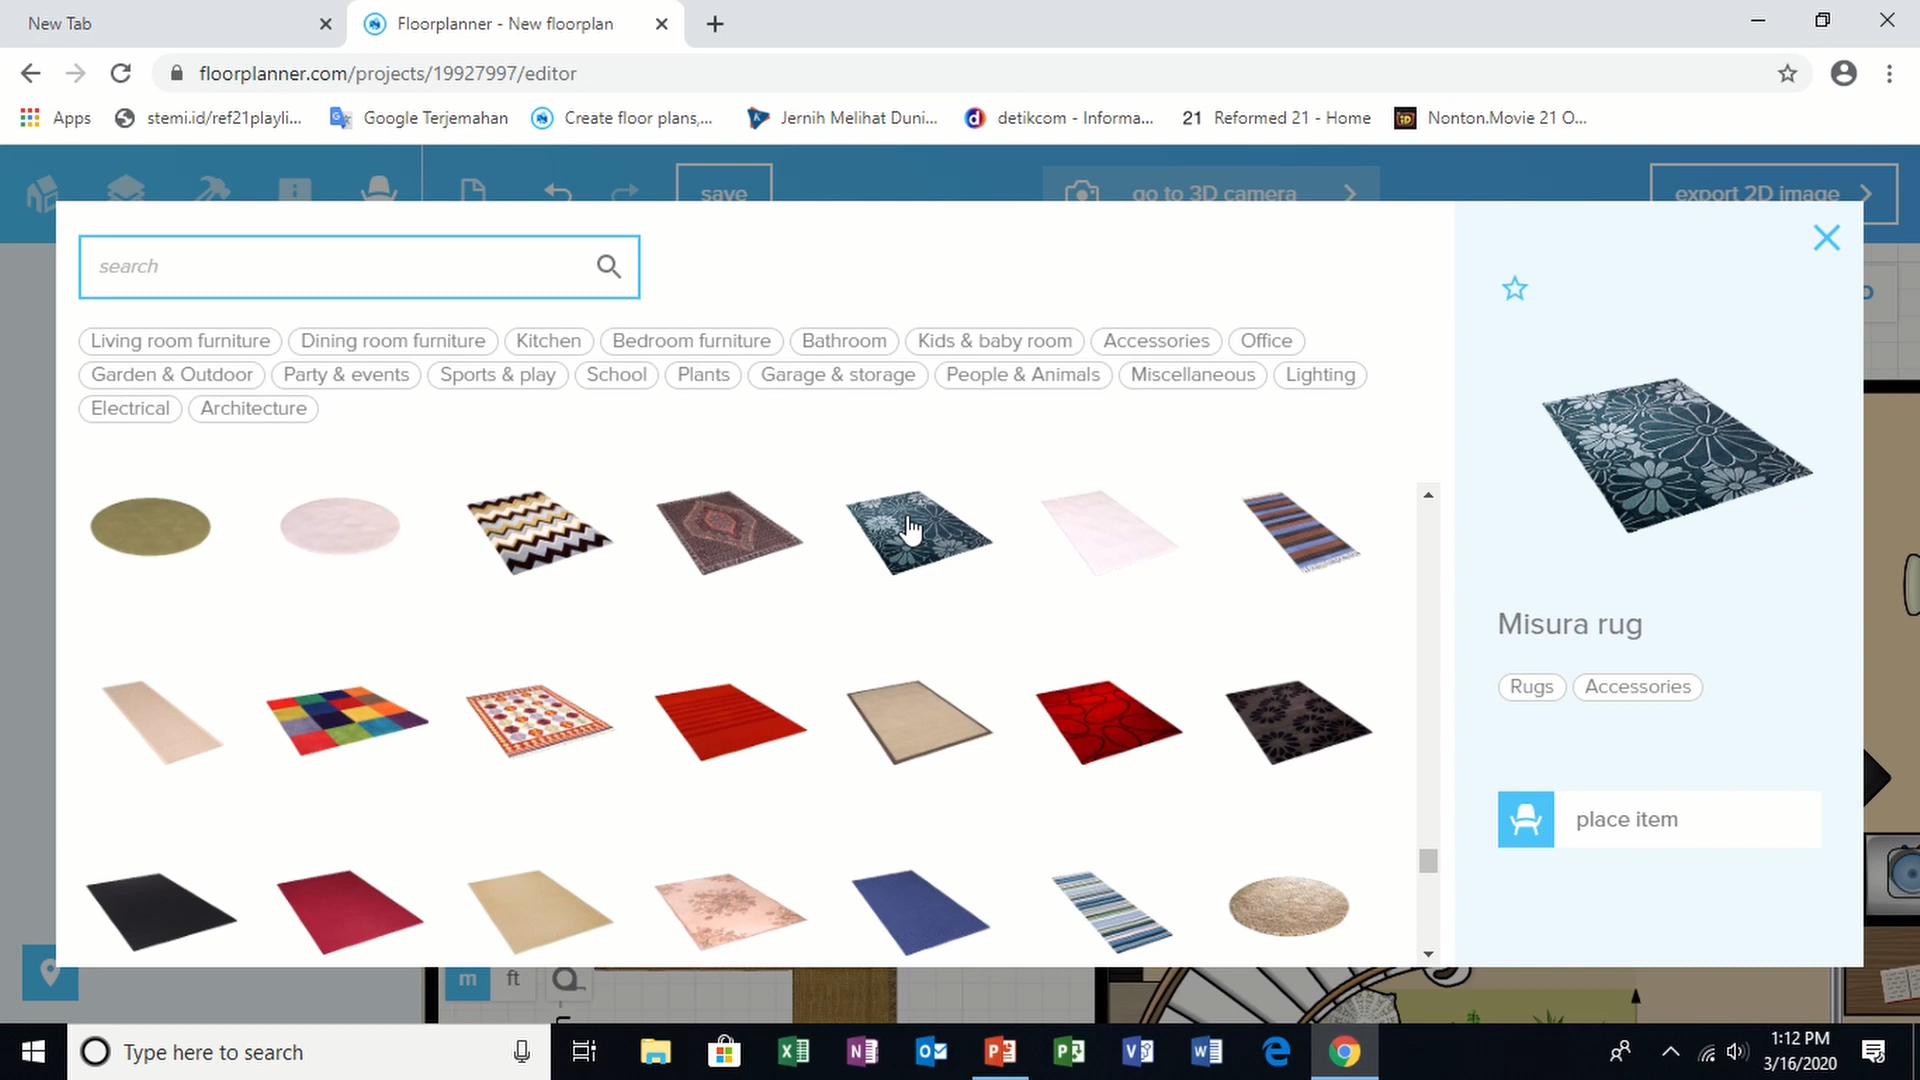 New Tab
Floorplanner - New floorplan
floorplanner.com/projects/19927997/editor
Apps
stemi.id/ref21playli...
Google Terjemahan
Create floor plans,...
Jernih Melihat Duni...
detikcom - Informa...
21 Reformed 21 - Home
Nonton.Movie 21 O...
save
go to 3D camera
export 2D image
search
Living room furniture
Dining room furniture
Kitchen
Bedroom furniture
Bathroom
Kids & baby room
Accessories
Office
Garden & Outdoor
Party & events
Sports & play
School
Plants
Garage & storage
People & Animals
Miscellaneous
Lighting
Electrical
Architecture
Misura rug
Rugs
Accessories
place item
m
ft
Type here to search
1:12 PM
3/16/2020